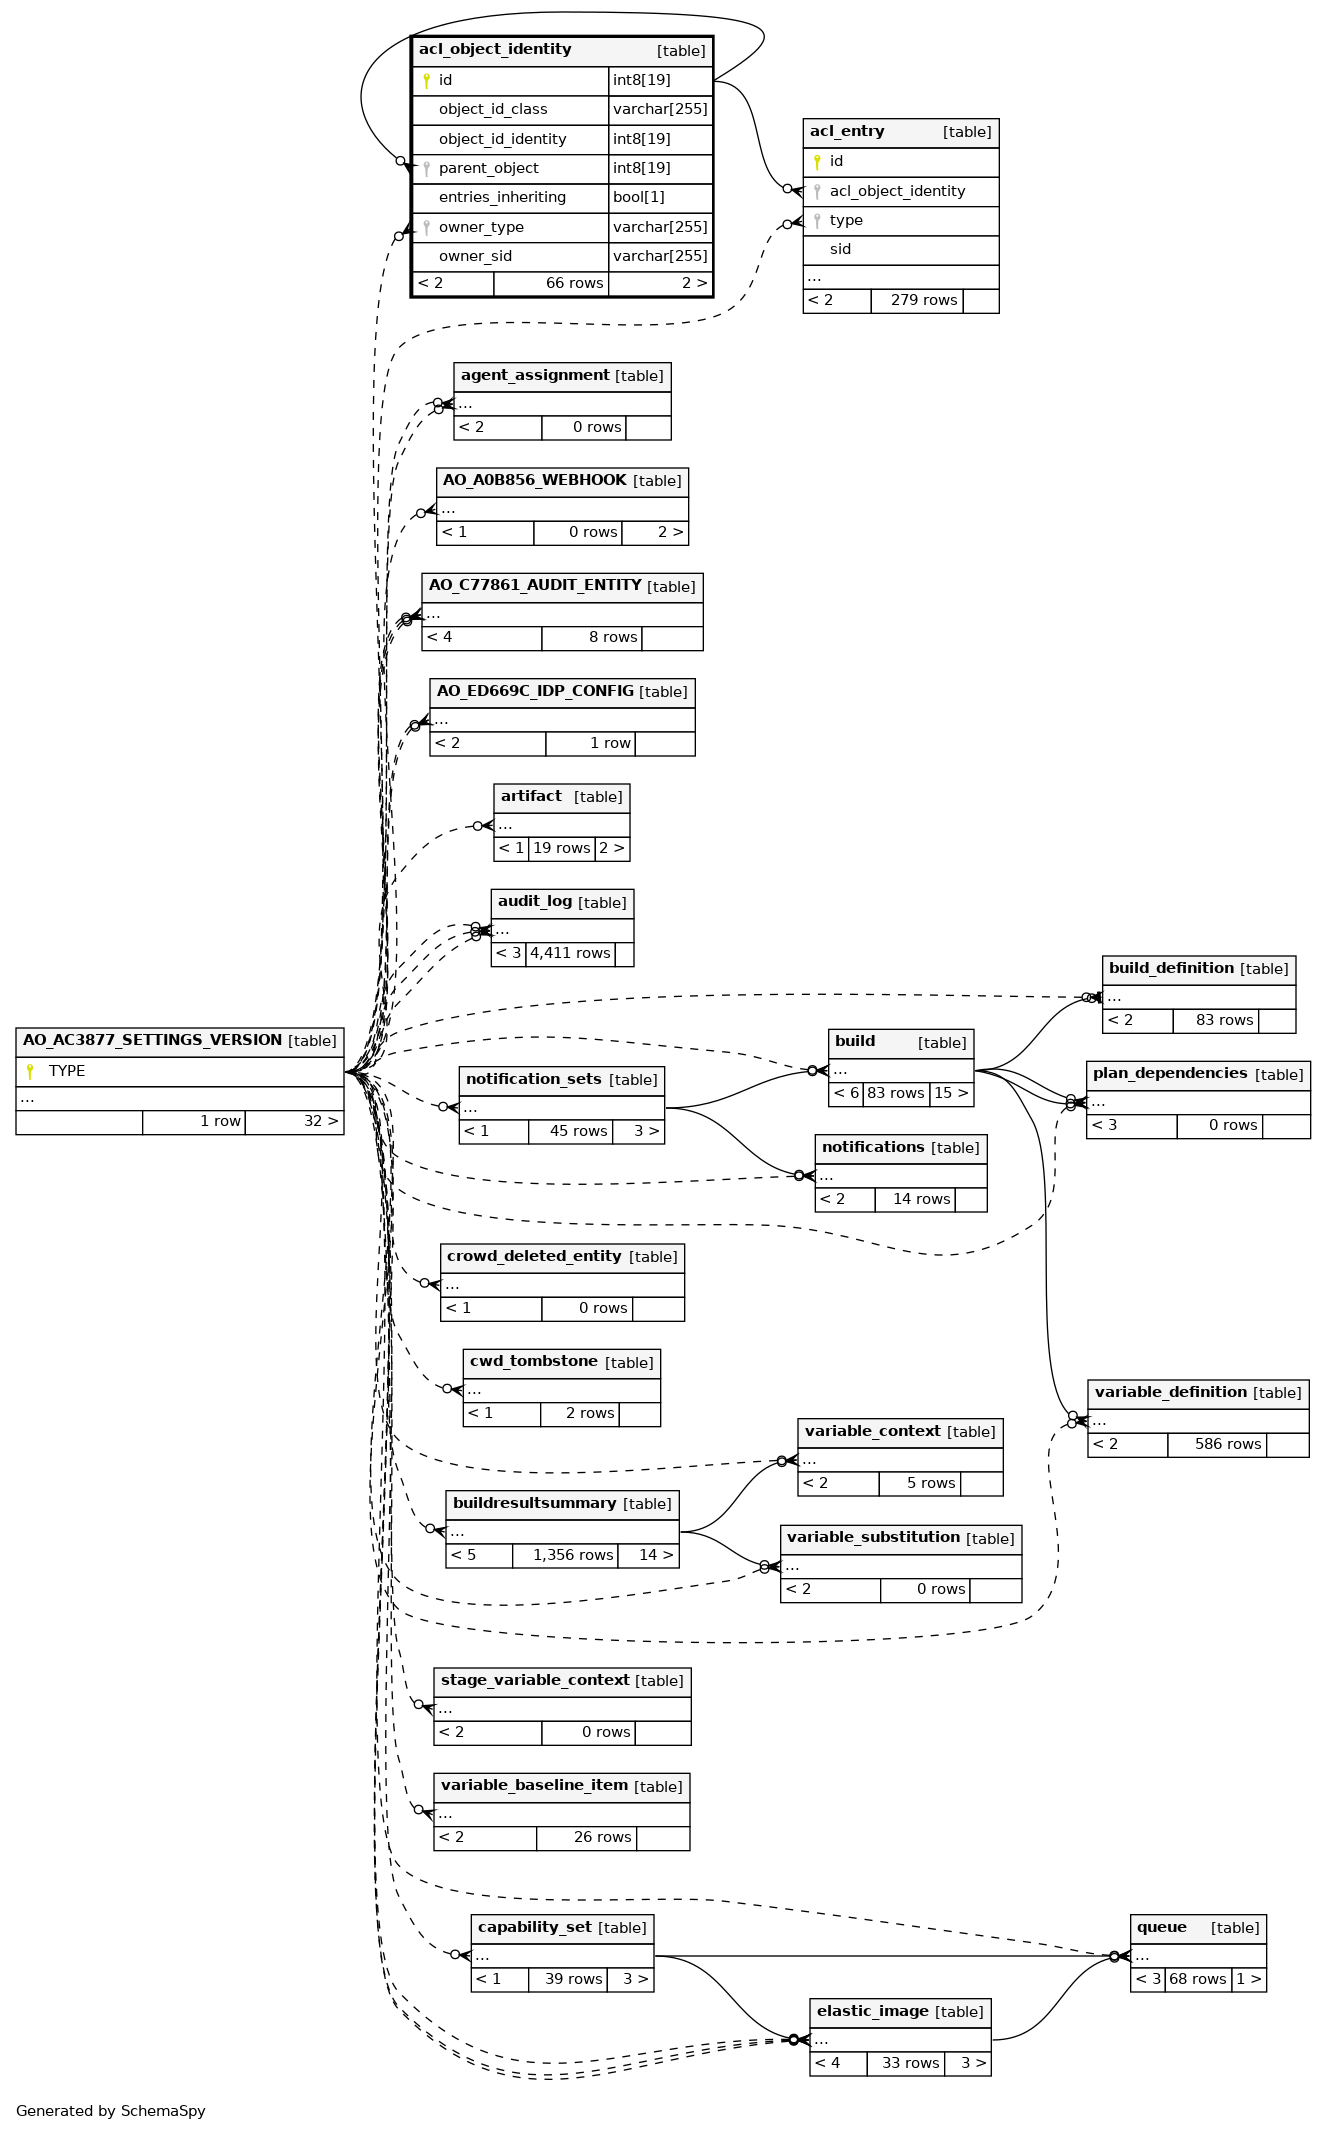 acl_object_identity [table]
id int8[19]
object_id_class varchar[255]
object_id_identity int8[19]
parent_object int8[19]
entries_inheriting bool[1]
owner_type varchar[255]
owner_sid varchar[255]
< 2 66 rows 2 >
acl_entry [table]
id
acl_object_identity
type
sid
...
< 2 279 rows
agent_assignment [table]
...
< 2 0 rows
AO_A0B856_WEBHOOK [table]
...
< 1 0 rows 2 >
AO_C77861_AUDIT_ENTITY [table]
...
< 4 8 rows
AO_ED669C_IDP_CONFIG [table]
...
< 2 1 row
artifact [table]
...
< 1 19 rows 2 >
audit_log [table]
...
< 3 4,411 rows
build_definition [table]
...
< 2 83 rows
AO_AC3877_SETTINGS_VERSION [table]
TYPE
...
1 row 32 >
build [table]
...
< 6 83 rows 15 >
notification_sets [table]
...
< 1 45 rows 3 >
plan_dependencies [table]
...
< 3 0 rows
notifications [table]
...
< 2 14 rows
crowd_deleted_entity [table]
...
< 1 0 rows
cwd_tombstone [table]
...
< 1 2 rows
variable_definition [table]
...
< 2 586 rows
variable_context [table]
...
< 2 5 rows
buildresultsummary [table]
...
< 5 1,356 rows 14 >
variable_substitution [table]
...
< 2 0 rows
stage_variable_context [table]
...
< 2 0 rows
variable_baseline_item [table]
...
< 2 26 rows
capability_set [table]
...
< 1 39 rows 3 >
queue [table]
...
< 3 68 rows 1 >
elastic_image [table]
...
< 4 33 rows 3 >
Generated by SchemaSpy